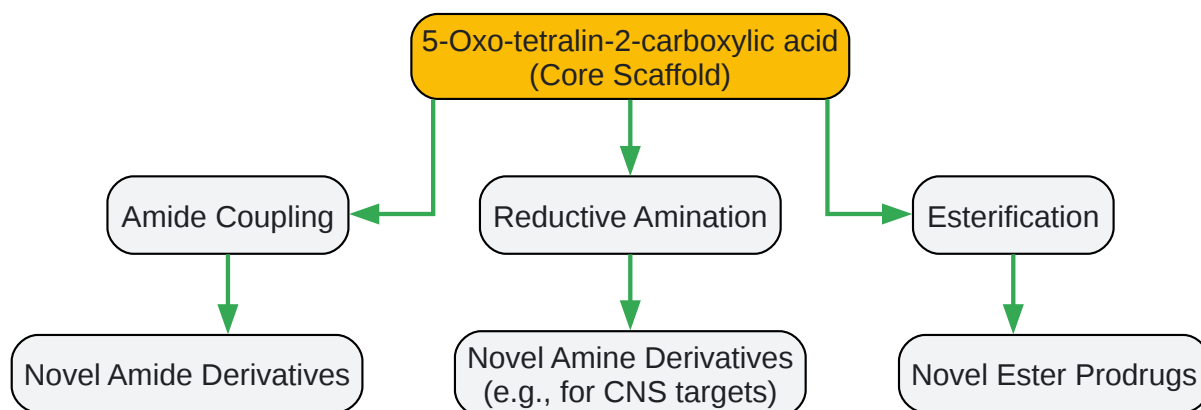 5-Oxo-tetralin-2-carboxylic acid
(Core Scaffold)
Amide Coupling
Reductive Amination
Esterification
Novel Amide Derivatives
Novel Amine Derivatives
(e.g., for CNS targets)
Novel Ester Prodrugs